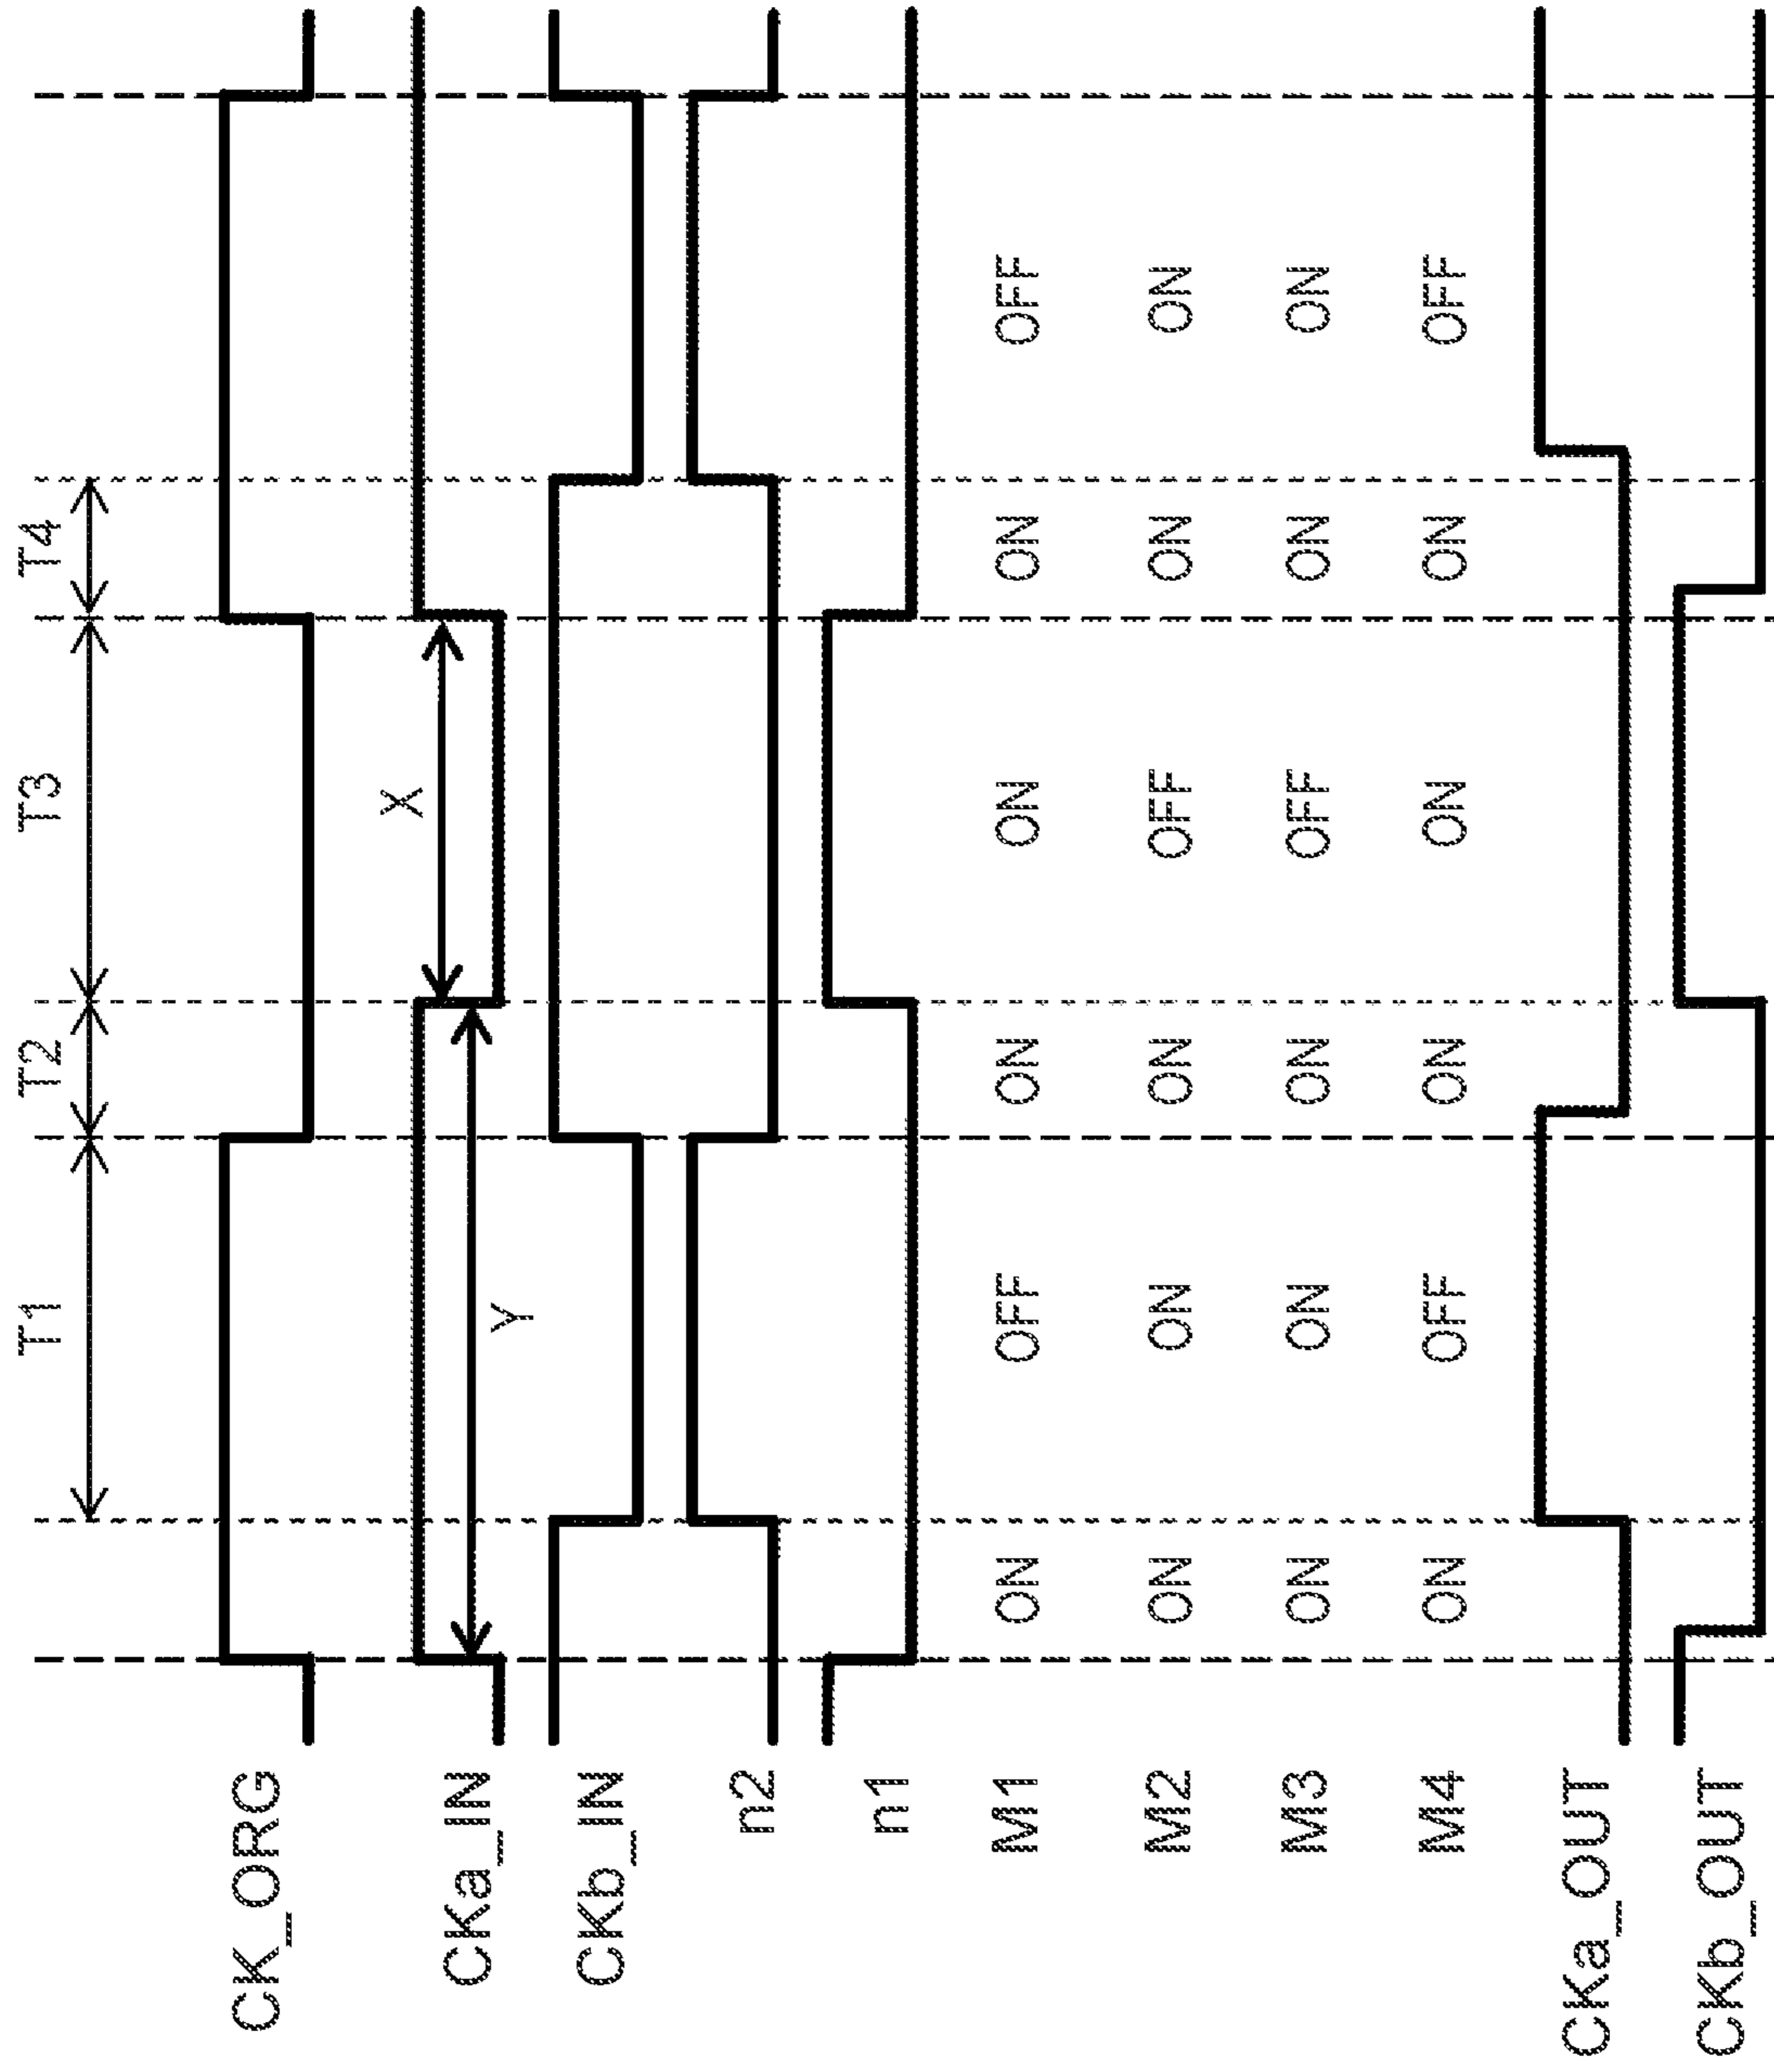 T1 T2 T3 T4
CK_ORG
CKa_IN Y X
CKb_IN
n2
n1
M1 ON OFF ON ON ON OFF
M2 ON ON ON OFF ON ON
M3 ON ON ON OFF ON ON
M4 ON OFF ON ON ON OFF
CKa_OUT
CKb_OUT